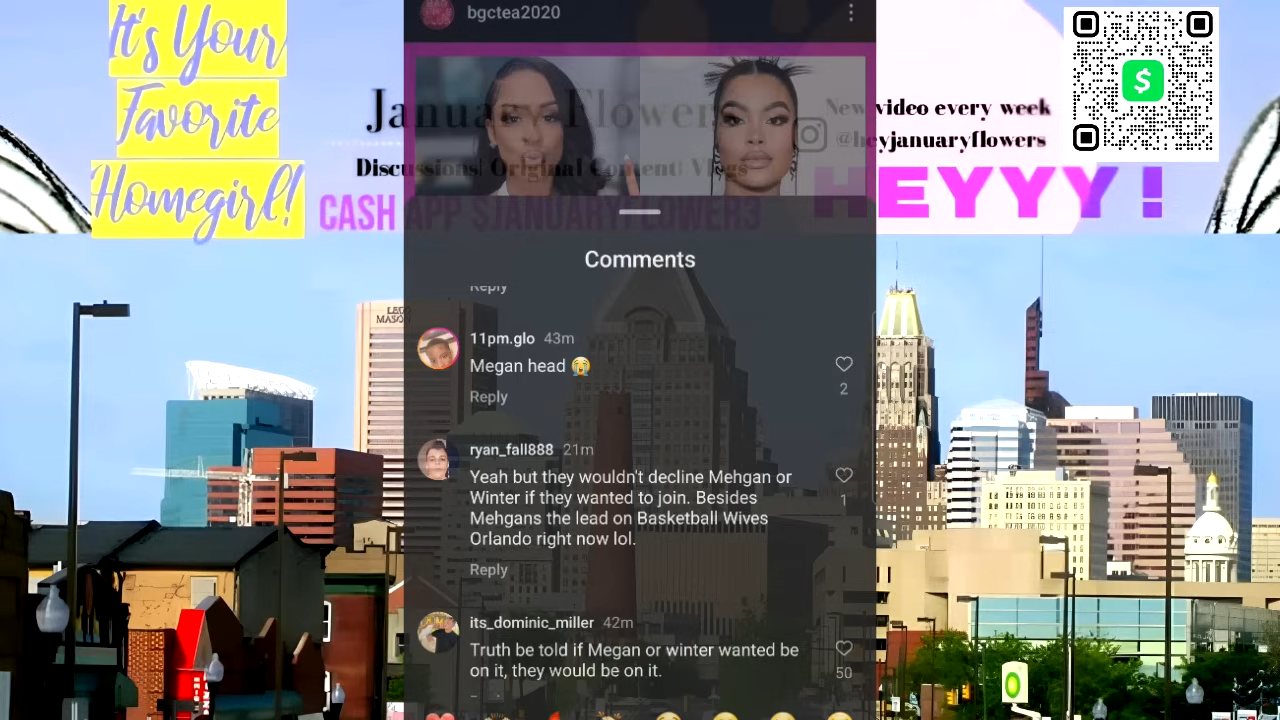 It's Your
Favorite
Homegirl!
bgctea2020
January Flowers
Discussions| Original Content| Vlogs
CASH APP $JANUARYFLOWER3
New video every week
@heyjanuaryflowers
HEYYY!
Comments
Reply
11pm.glo 43m
Megan head 😭
2
Reply
ryan_fall888 21m
Yeah but they wouldn't decline Mehgan or
Winter if they wanted to join. Besides
Mehgans the lead on Basketball Wives
Orlando right now lol.
1
Reply
its_dominic_miller 42m
Truth be told if Megan or winter wanted be
on it, they would be on it.
50
LEGG
MASON